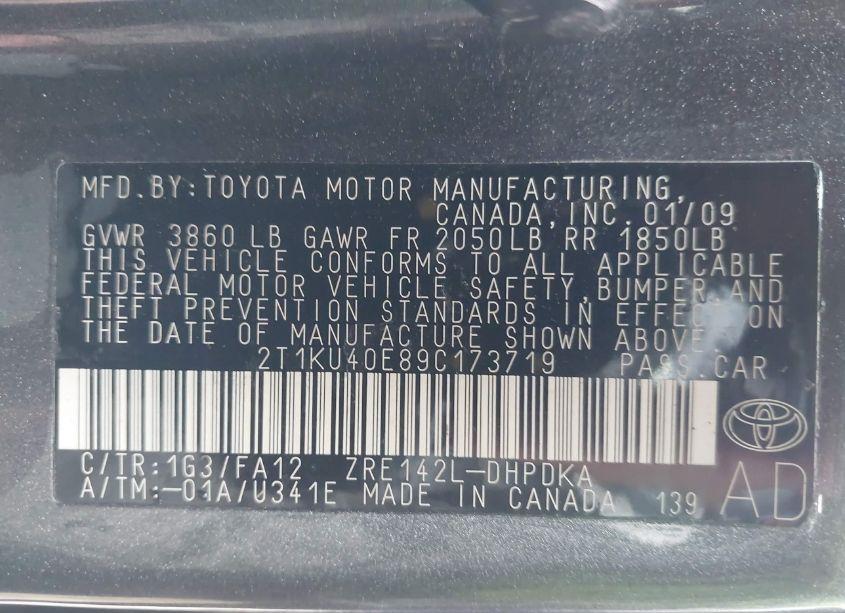 MFD.BY:TOYOTA MOTOR MANUFACTURING,
CANADA,INC. 01/09
GVWR 3860 LB GAWR FR 2050LB RR 1850LB
THIS VEHICLE CONFORMS TO ALL APPLICABLE
FEDERAL MOTOR VEHICLE SAFETY,BUMPER,AND
THEFT PREVENTION STANDARDS IN EFFECT ON
THE DATE OF MANUFACTURE SHOWN ABOVE.
2T1KU40E89C173719 PASS.CAR
C/TR:1G3/FA12 ZRE142L-DHPDKA
A/TM:-01A/U341E MADE IN CANADA 139
AD